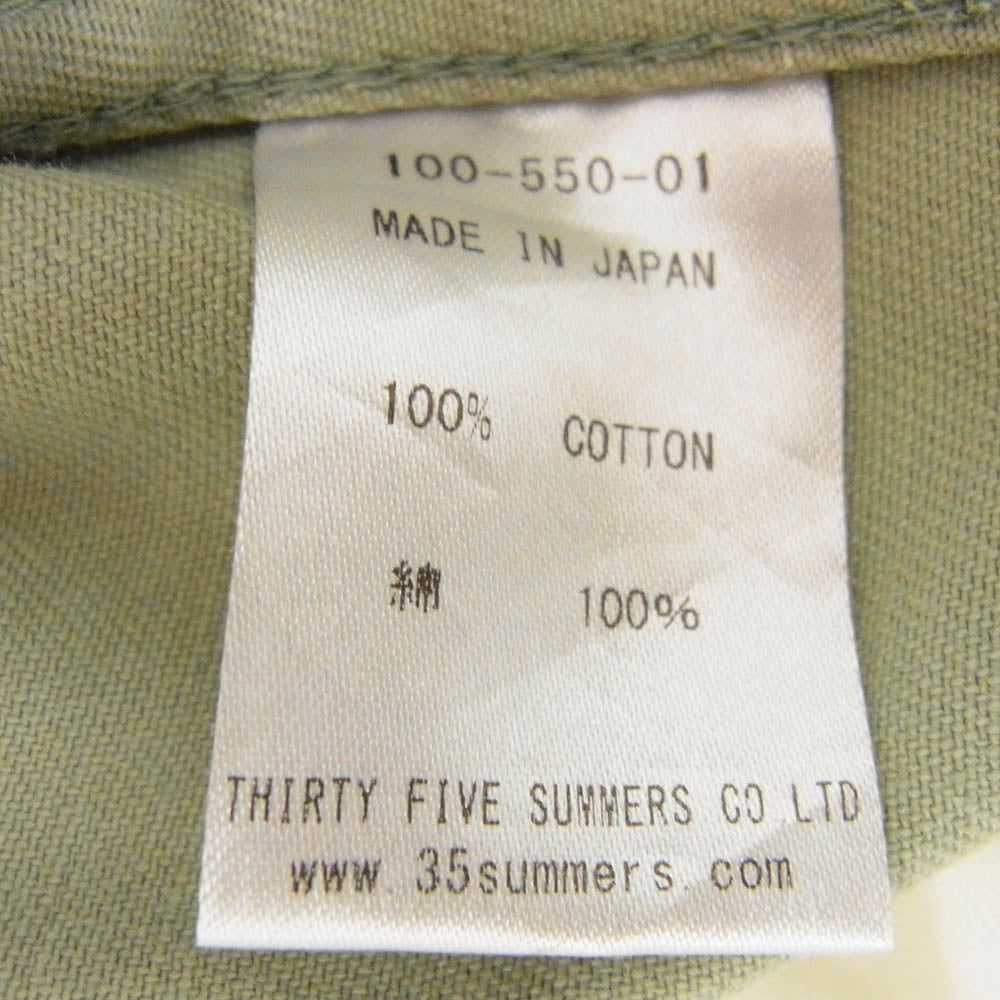 100-550-01
MADE IN JAPAN
100% COTTON
綿 100%
THIRTY FIVE SUMMERS CO.LTD
www.35summers.com